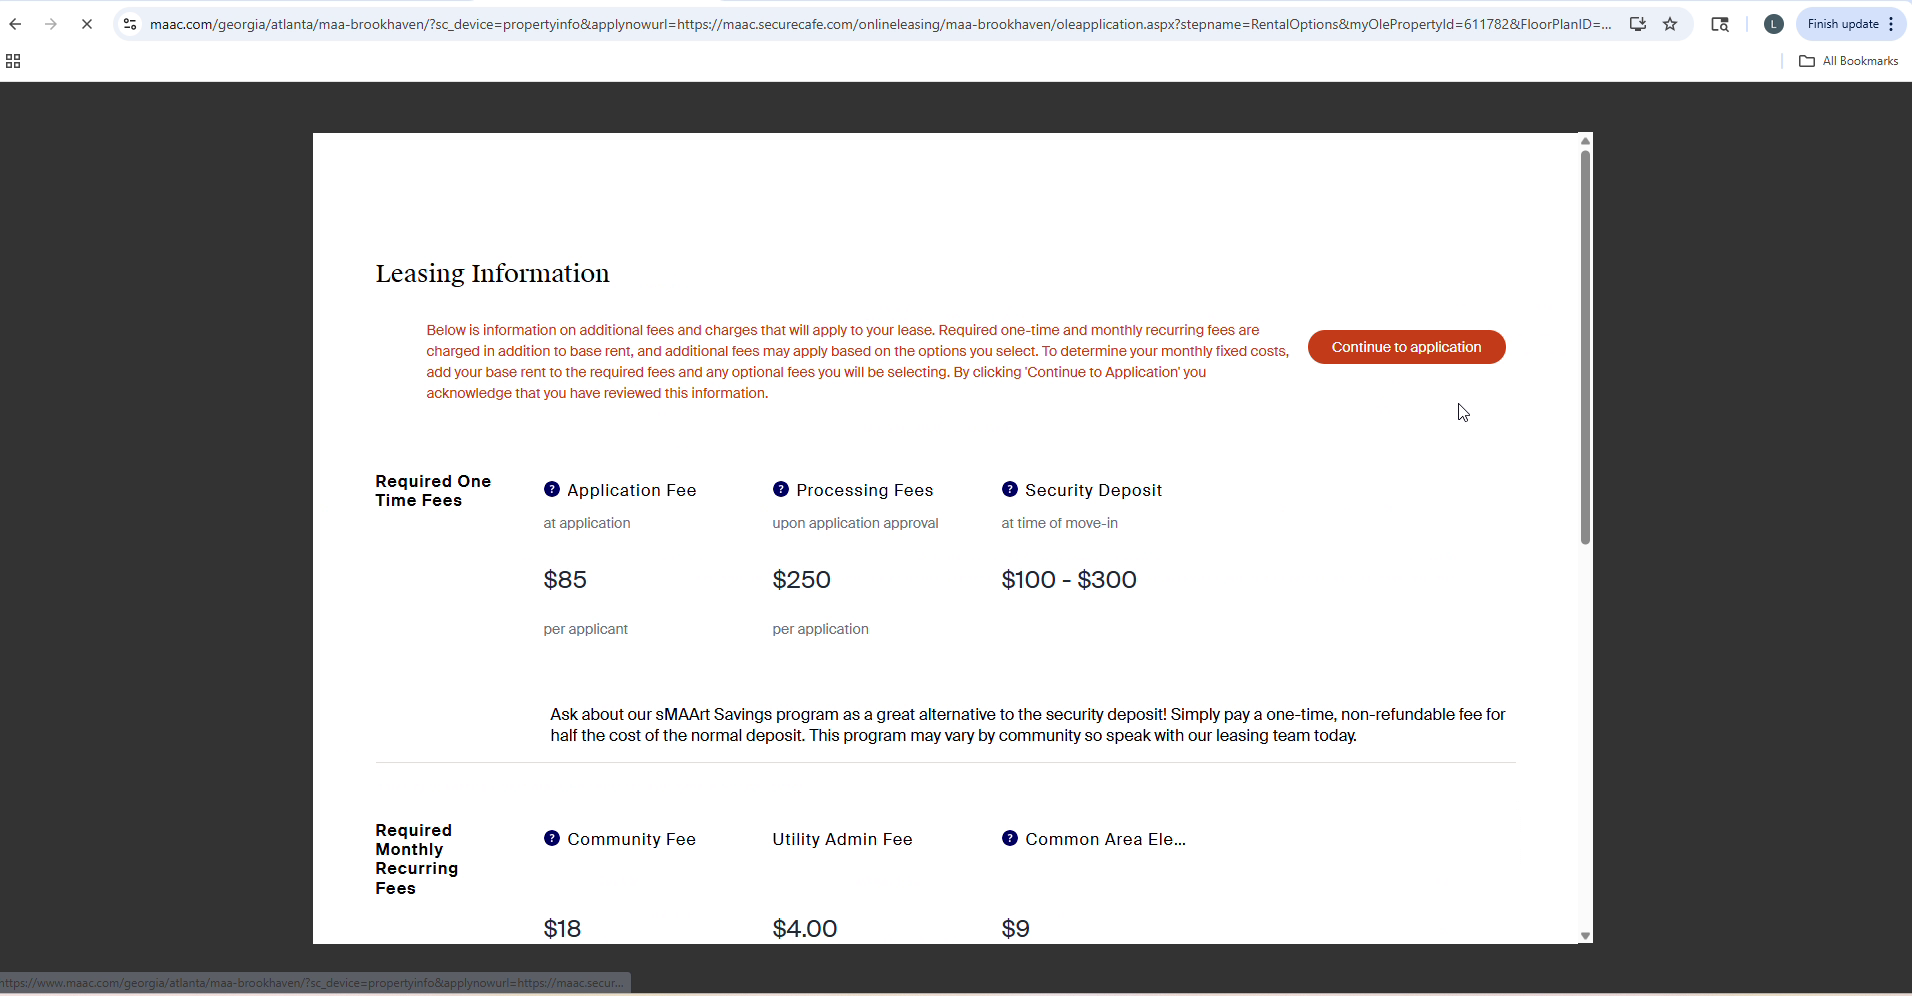 maac.com/georgia/atlanta/maa-brookhaven/?sc_device=propertyinfo&applynowurl=https://maac.securecafe.com/onlineleasing/maa-brookhaven/oleapplication.aspx?stepname=RentalOptions&myOlePropertyId=611782&FloorPlanID=...
L
Finish update
All Bookmarks
Leasing Information
Below is information on additional fees and charges that will apply to your lease. Required one-time and monthly recurring fees are
charged in addition to base rent, and additional fees may apply based on the options you select. To determine your monthly fixed costs,
add your base rent to the required fees and any optional fees you will be selecting. By clicking 'Continue to Application' you
acknowledge that you have reviewed this information.
Continue to application
Required One
Time Fees
? Application Fee
at application
$85
per applicant
? Processing Fees
upon application approval
$250
per application
? Security Deposit
at time of move-in
$100 - $300
Ask about our sMAArt Savings program as a great alternative to the security deposit! Simply pay a one-time, non-refundable fee for
half the cost of the normal deposit. This program may vary by community so speak with our leasing team today.
Required
Monthly
Recurring
Fees
? Community Fee
$18
Utility Admin Fee
$4.00
? Common Area Ele...
$9
https://www.maac.com/georgia/atlanta/maa-brookhaven/?sc_device=propertyinfo&applynowurl=https://maac.secur...